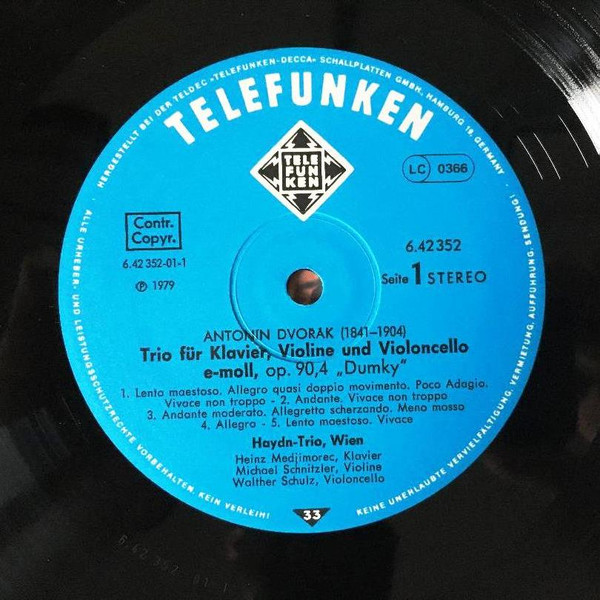 HERGESTELLT BEI DER TELDEC »TELEFUNKEN-DECCA« SCHALLPLATTEN GMBH, HAMBURG 19, GERMANY
TELEFUNKEN
TELE
FUN
KEN
LC 0366
Contr.
Copyr.
6.42 352-01-1
℗ 1979
6.42 352
Seite 1 STEREO
ANTONIN DVORÁK (1841–1904)
Trio für Klavier, Violine und Violoncello
e-moll, op. 90,4 „Dumky“
1. Lento maestoso. Allegro quasi doppio movimento. Poco Adagio.
Vivace non troppo - 2. Andante. Vivace non troppo
3. Andante moderato. Allegretto scherzando. Meno mosso
4. Allegro - 5. Lento maestoso. Vivace
Haydn-Trio, Wien
Heinz Medjimorec, Klavier
Michael Schnitzler, Violine
Walther Schulz, Violoncello
33
ALLE URHEBER- UND LEISTUNGSSCHUTZRECHTE VORBEHALTEN. KEIN VERLEIH!
KEINE UNERLAUBTE VERVIELFÄLTIGUNG, AUFFÜHRUNG, SENDUNG!